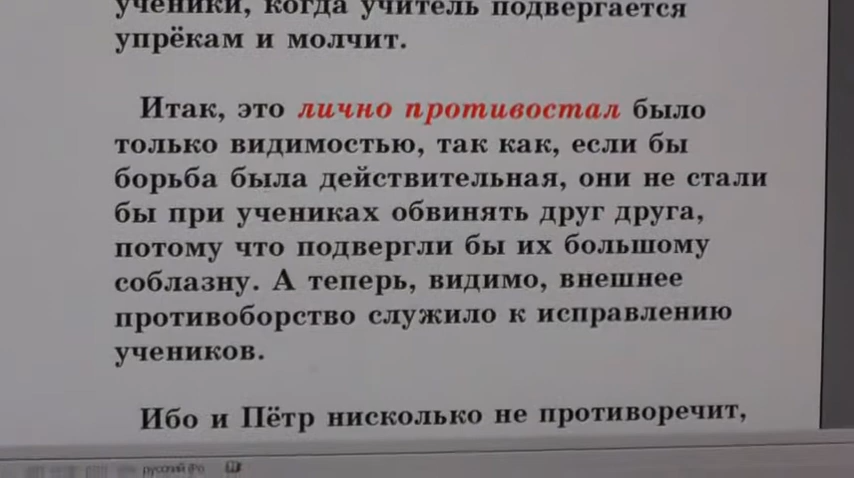 ученики, когда учитель подвергается
упрёкам и молчит.
Итак, это лично противостал было
только видимостью, так как, если бы
борьба была действительная, они не стали
бы при учениках обвинять друг друга,
потому что подвергли бы их большому
соблазну. А теперь, видимо, внешнее
противоборство служило к исправлению
учеников.
Ибо и Пётр нисколько не противоречит,
русский